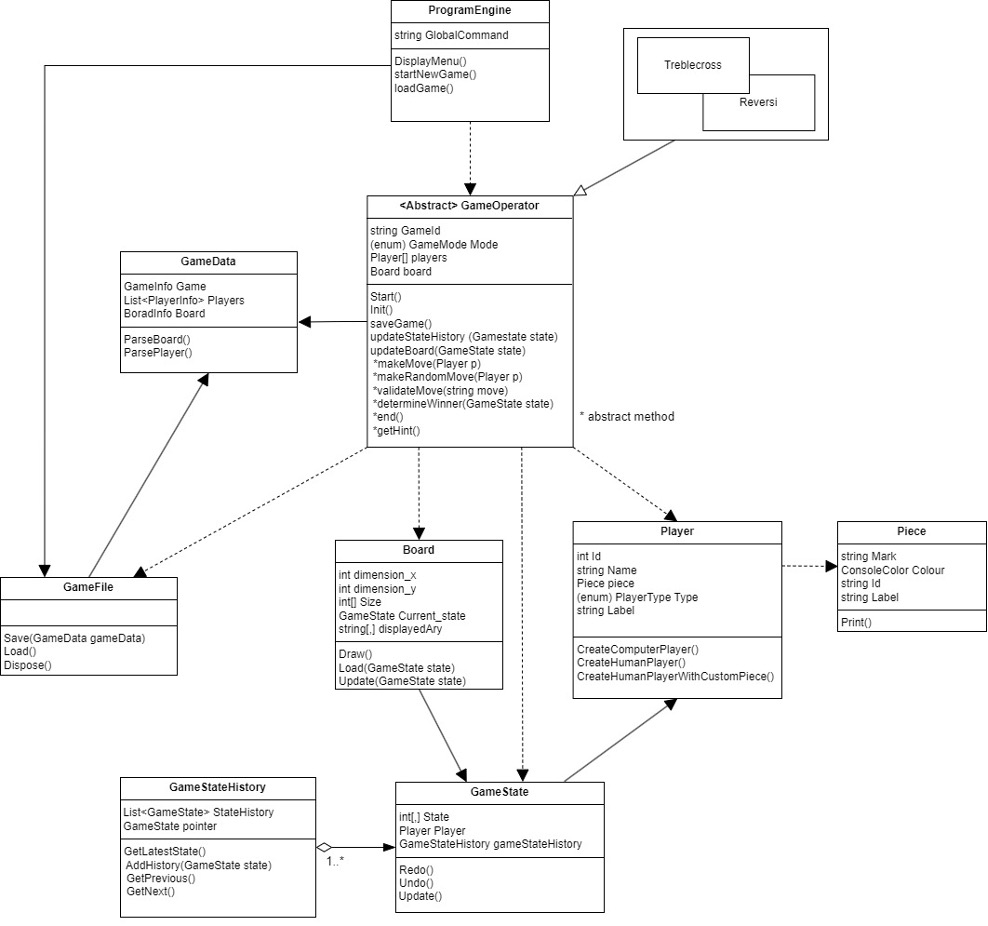 ProgramEngine
string GlobalCommand
DisplayMenu()
startNewGame()
loadGame()
Treblecross
Reversi
<Abstract> GameOperator
string GameId
(enum) GameMode Mode
Player[] players
Board board
Start()
Init()
saveGame()
updateStateHistory (Gamestate state)
updateBoard(GameState state)
*makeMove(Player p)
*makeRandomMove(Player p)
*validateMove(string move)
*determineWinner(GameState state)
*end()
*getHint()
* abstract method
GameData
GameInfo Game
List<PlayerInfo> Players
BoradInfo Board
ParseBoard()
ParsePlayer()
GameFile
Save(GameData gameData)
Load()
Dispose()
Board
int dimension_x
int dimension_y
int[] Size
GameState Current_state
string[,] displayedAry
Draw()
Load(GameState state)
Update(GameState state)
Player
int Id
string Name
Piece piece
(enum) PlayerType Type
string Label
CreateComputerPlayer()
CreateHumanPlayer()
CreateHumanPlayerWithCustomPiece()
Piece
string Mark
ConsoleColor Colour
string Id
string Label
Print()
GameStateHistory
List<GameState> StateHistory
GameState pointer
GetLatestState()
AddHistory(GameState state)
GetPrevious()
GetNext()
1..*
GameState
int[,] State
Player Player
GameStateHistory gameStateHistory
Redo()
Undo()
Update()